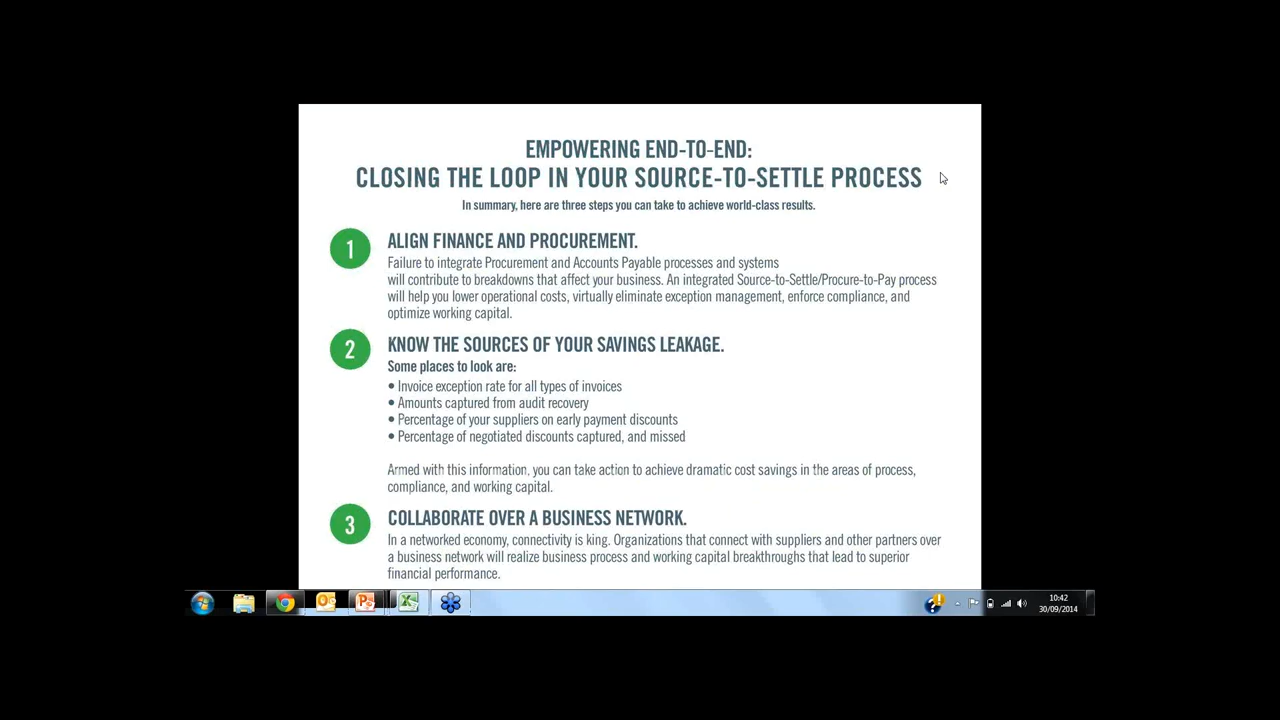 EMPOWERING END-TO-END:
CLOSING THE LOOP IN YOUR SOURCE-TO-SETTLE PROCESS
In summary, here are three steps you can take to achieve world-class results.
1
ALIGN FINANCE AND PROCUREMENT.
Failure to integrate Procurement and Accounts Payable processes and systems
will contribute to breakdowns that affect your business. An integrated Source-to-Settle/Procure-to-Pay process
will help you lower operational costs, virtually eliminate exception management, enforce compliance, and
optimize working capital.
2
KNOW THE SOURCES OF YOUR SAVINGS LEAKAGE.
Some places to look are:
• Invoice exception rate for all types of invoices
• Amounts captured from audit recovery
• Percentage of your suppliers on early payment discounts
• Percentage of negotiated discounts captured, and missed
Armed with this information, you can take action to achieve dramatic cost savings in the areas of process,
compliance, and working capital.
3
COLLABORATE OVER A BUSINESS NETWORK.
In a networked economy, connectivity is king. Organizations that connect with suppliers and other partners over
a business network will realize business process and working capital breakthroughs that lead to superior
financial performance.
10:42
30/09/2014